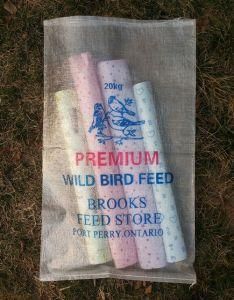 20kg
PREMIUM
WILD BIRD FEED
BROOKS
FEED STORE
PORT PERRY, ONTARIO